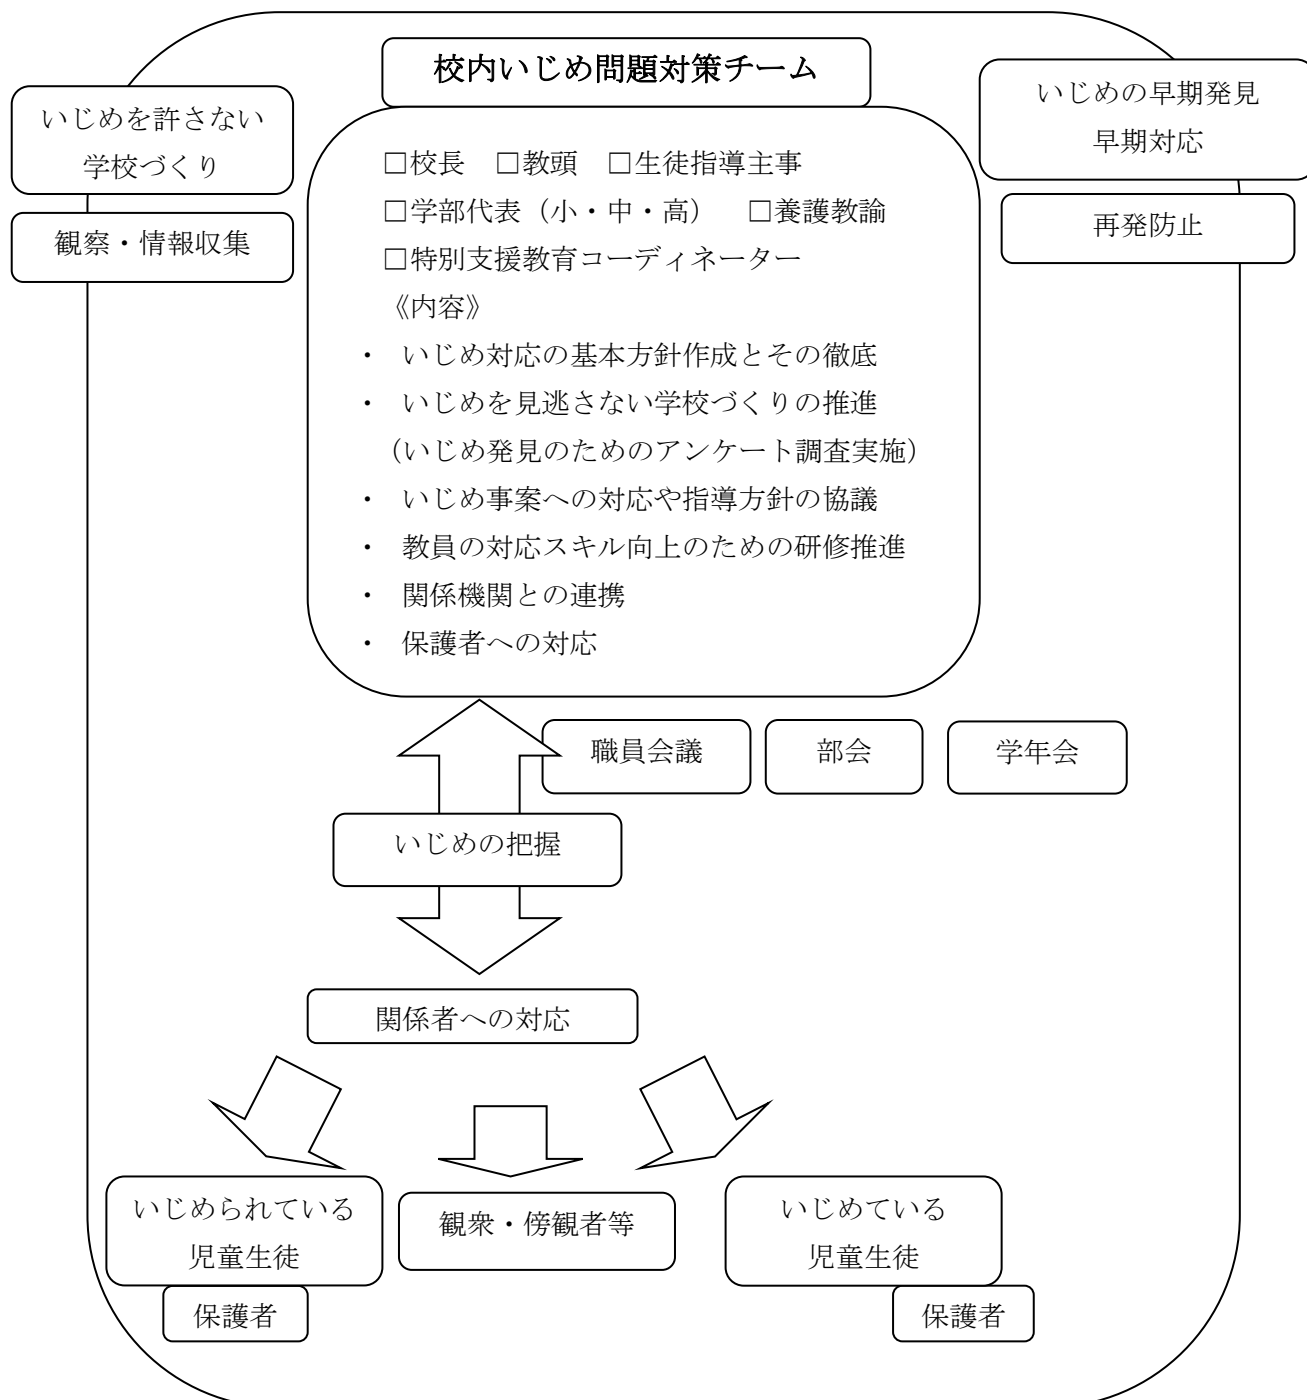 校内いじめ問題対策チーム
いじめを許さない
学校づくり
観察・情報収集
いじめの早期発見
早期対応
再発防止
□校長　□教頭　□生徒指導主事
□学部代表（小・中・高）　□養護教諭
□特別支援教育コーディネーター
《内容》
・ いじめ対応の基本方針作成とその徹底
・ いじめを見逃さない学校づくりの推進
（いじめ発見のためのアンケート調査実施）
・ いじめ事案への対応や指導方針の協議
・ 教員の対応スキル向上のための研修推進
・ 関係機関との連携
・ 保護者への対応
職員会議
部会
学年会
いじめの把握
関係者への対応
いじめられている
児童生徒
保護者
観衆・傍観者等
いじめている
児童生徒
保護者